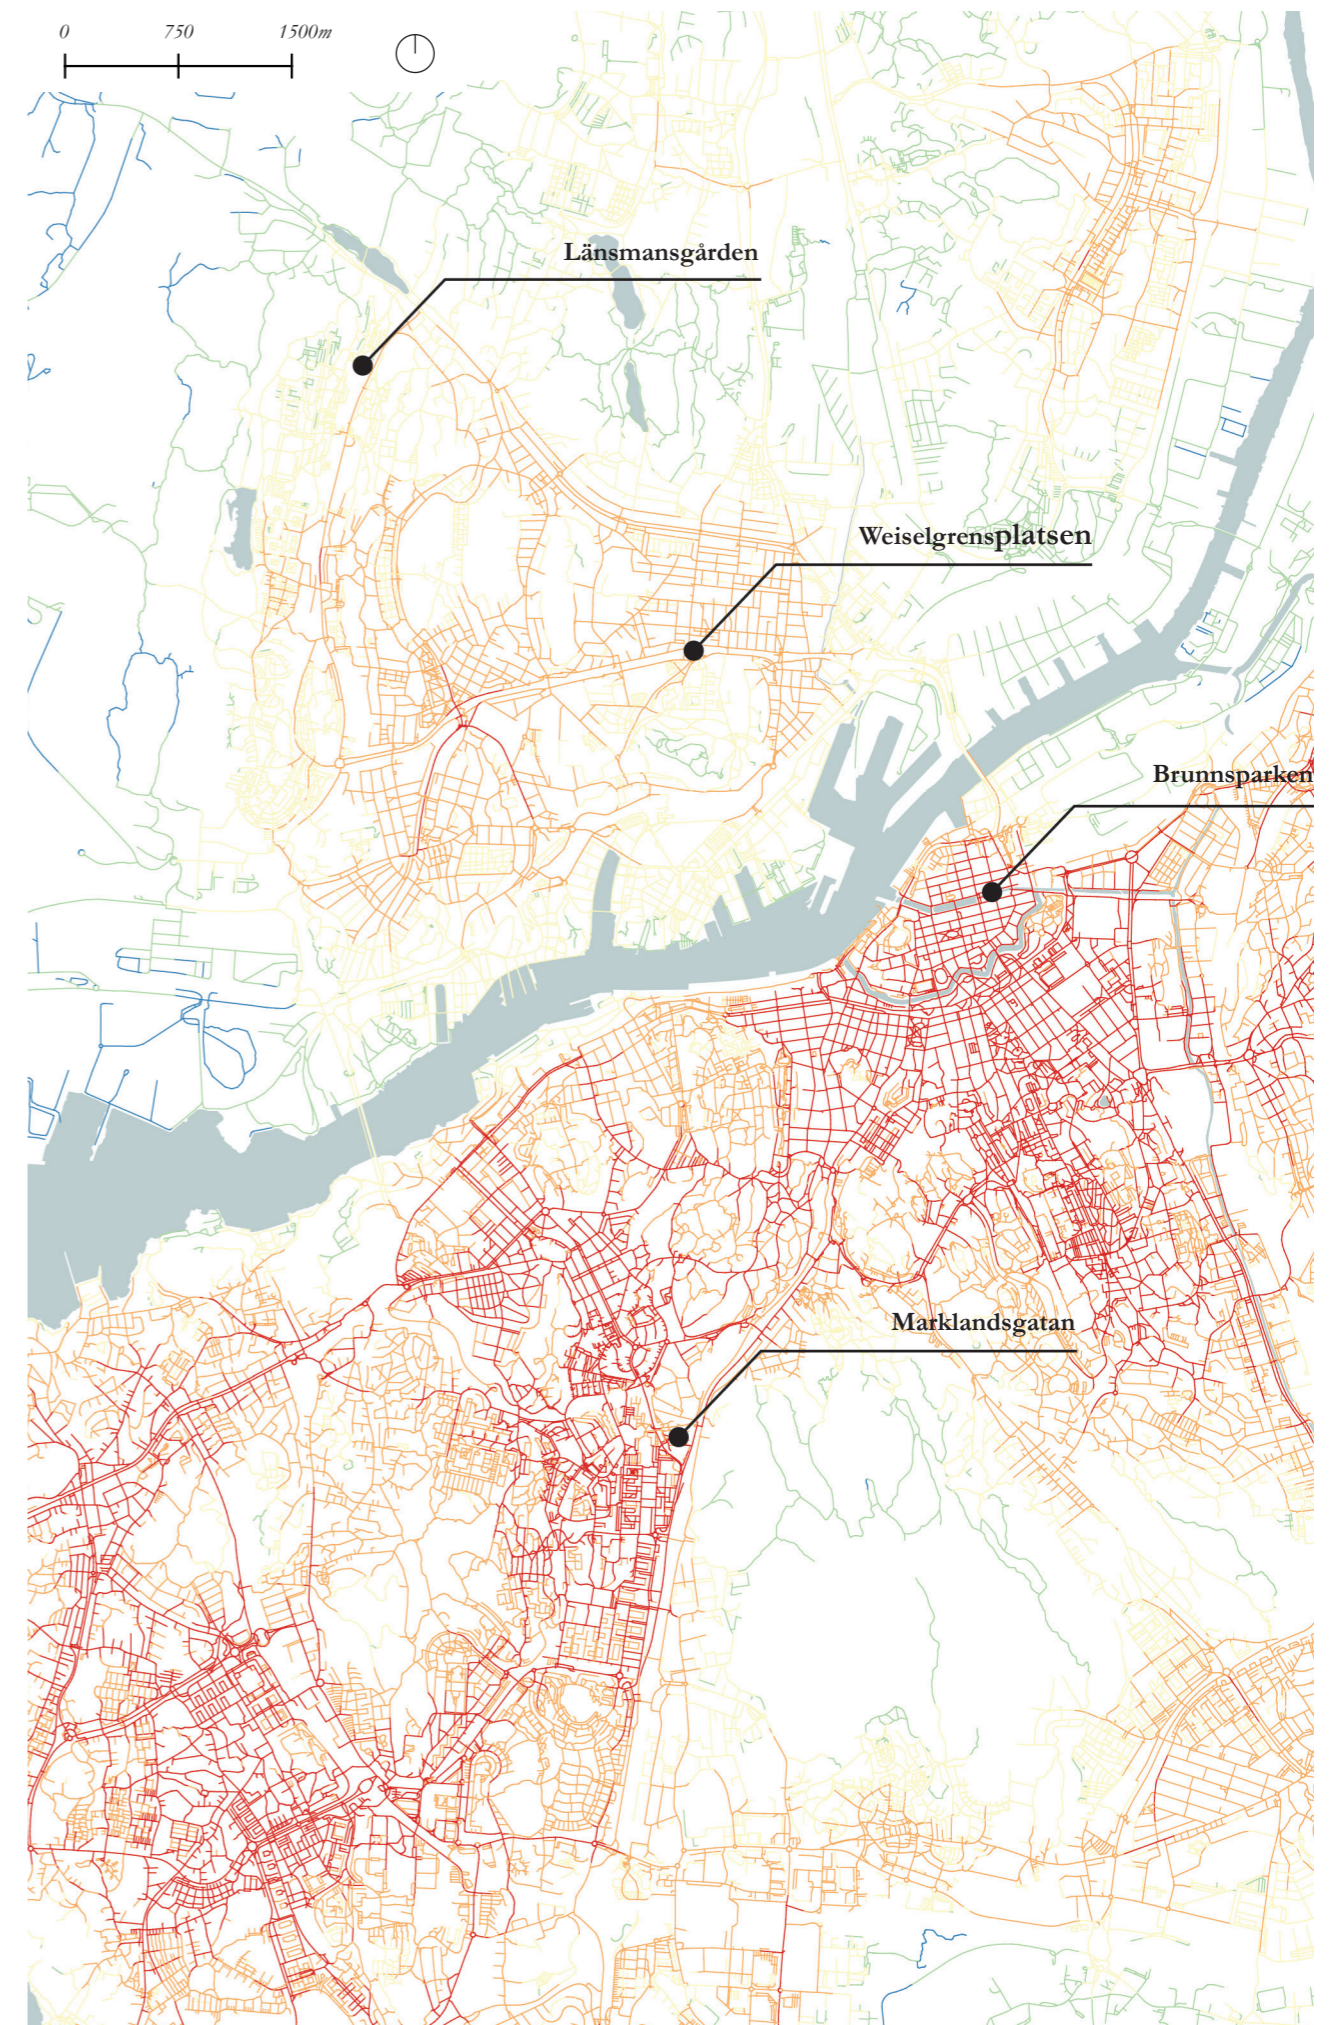 0 750 1500m
Länsmansgården
Weiselgrensplatsen
Brunnsparken
Marklandsgatan